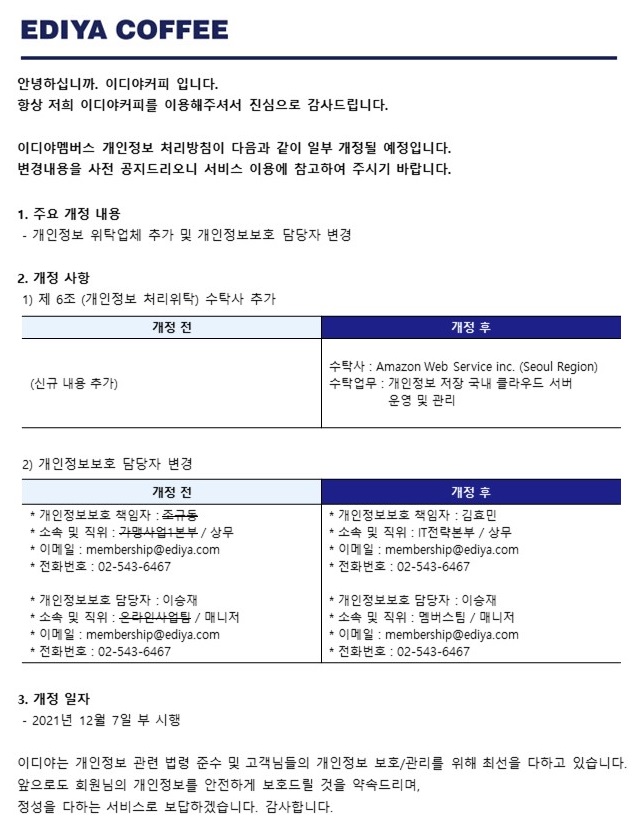 EDIYA COFFEE
안녕하십니까. 이디야커피 입니다.
항상 저희 이디야커피를 이용해주셔서 진심으로 감사드립니다.
이디야멤버스 개인정보 처리방침이 다음과 같이 일부 개정될 예정입니다.
변경내용을 사전 공지드리오니 서비스 이용에 참고하여 주시기 바랍니다.
1. 주요 개정 내용
- 개인정보 위탁업체 추가 및 개인정보보호 담당자 변경
2. 개정 사항
1) 제 6조 (개인정보 처리위탁) 수탁사 추가
개정 전
개정 후
(신규 내용 추가)
수탁사 : Amazon Web Service inc. (Seoul Region)
수탁업무 : 개인정보 저장 국내 클라우드 서버
운영 및 관리
2) 개인정보보호 담당자 변경
개정 전
개정 후
* 개인정보보호 책임자 : 조규동
* 소속 및 직위 : 가맹사업1본부 / 상무
* 이메일 : membership@ediya.com
* 전화번호 : 02-543-6467
* 개인정보보호 담당자 : 이승재
* 소속 및 직위 : 온라인사업팀 / 매니저
* 이메일 : membership@ediya.com
* 전화번호 : 02-543-6467
* 개인정보보호 책임자 : 김효민
* 소속 및 직위 : IT전략본부 / 상무
* 이메일 : membership@ediya.com
* 전화번호 : 02-543-6467
* 개인정보보호 담당자 : 이승재
* 소속 및 직위 : 멤버스팀 / 매니저
* 이메일 : membership@ediya.com
* 전화번호 : 02-543-6467
3. 개정 일자
- 2021년 12월 7일 부 시행
이디야는 개인정보 관련 법령 준수 및 고객님들의 개인정보 보호/관리를 위해 최선을 다하고 있습니다.
앞으로도 회원님의 개인정보를 안전하게 보호드릴 것을 약속드리며,
정성을 다하는 서비스로 보답하겠습니다. 감사합니다.